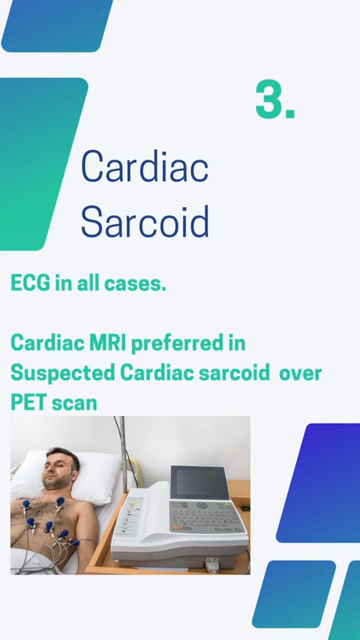 3.
Cardiac
Sarcoid
ECG in all cases.
Cardiac MRI preferred in
Suspected Cardiac sarcoid over
PET scan